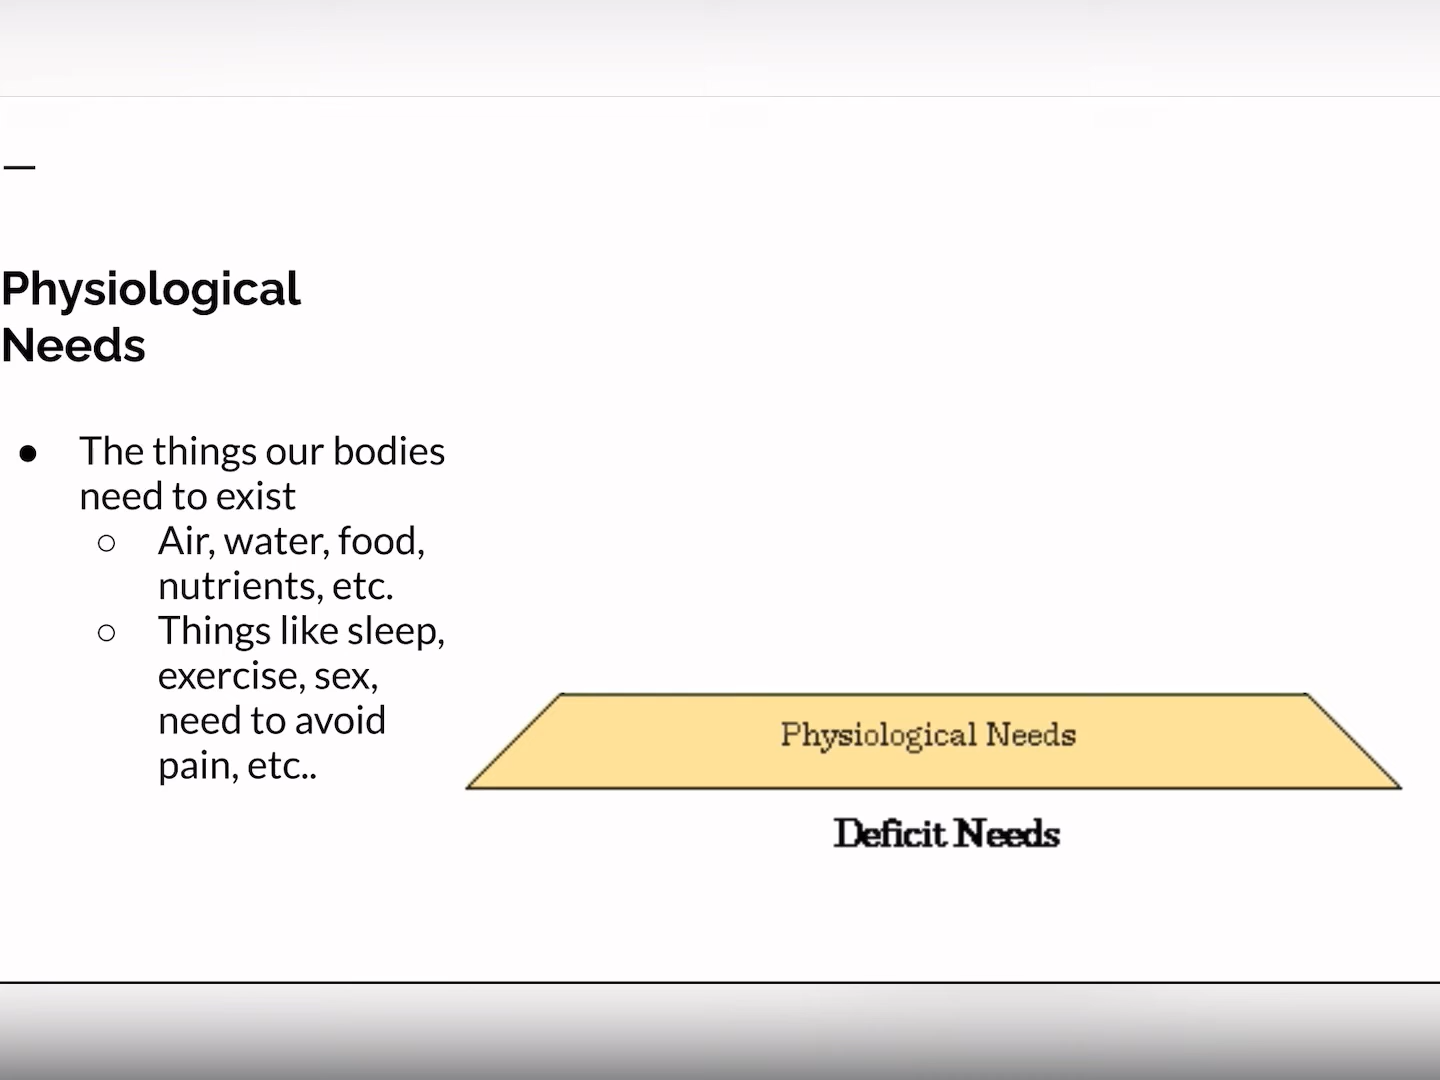 Physiological
Needs
● The things our bodies
need to exist
○ Air, water, food,
nutrients, etc.
○ Things like sleep,
exercise, sex,
need to avoid
pain, etc..
Physiological Needs
Deficit Needs